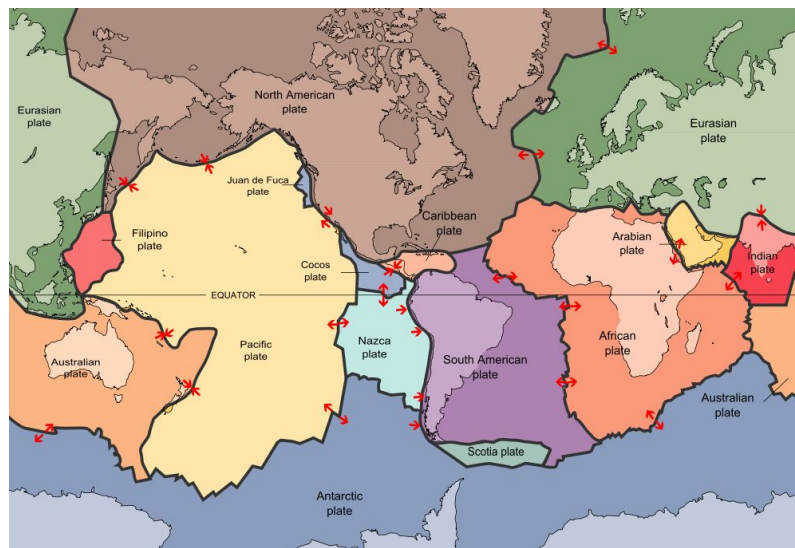 North American
plate
Eurasian
plate
Eurasian
plate
Juan de Fuca
plate
Caribbean
plate
Filipino
plate
Arabian
plate
Indian
plate
Cocos
plate
EQUATOR
Nazca
plate
African
plate
Australian
plate
Pacific
plate
South American
plate
Australian
plate
Scotia plate
Antarctic
plate